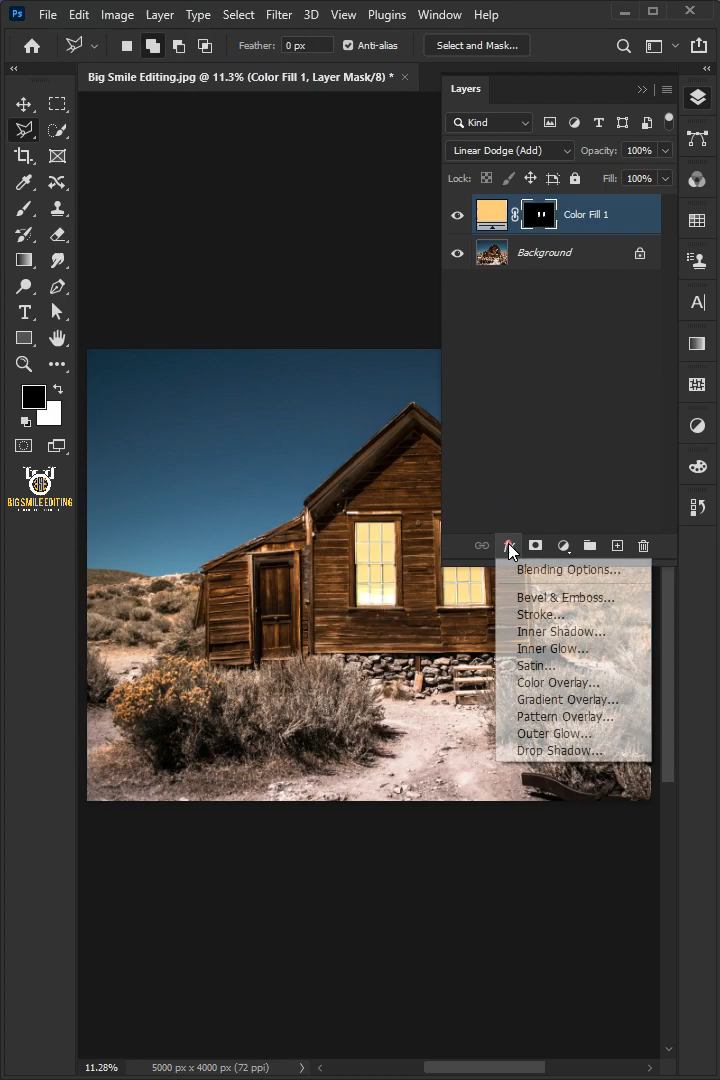 Ps File Edit Image Layer Type Select Filter 3D View Plugins Window Help
Feather: 0 px Anti-alias Select and Mask...
Big Smile Editing.jpg @ 11.3% (Color Fill 1, Layer Mask/8) * ×
Layers
Kind
Linear Dodge (Add) Opacity: 100%
Lock: Fill: 100%
Color Fill 1
Background
BIG SMILE EDITING
Blending Options...
Bevel & Emboss...
Stroke...
Inner Shadow...
Inner Glow...
Satin...
Color Overlay...
Gradient Overlay...
Pattern Overlay...
Outer Glow...
Drop Shadow...
11.28% 5000 px x 4000 px (72 ppi)